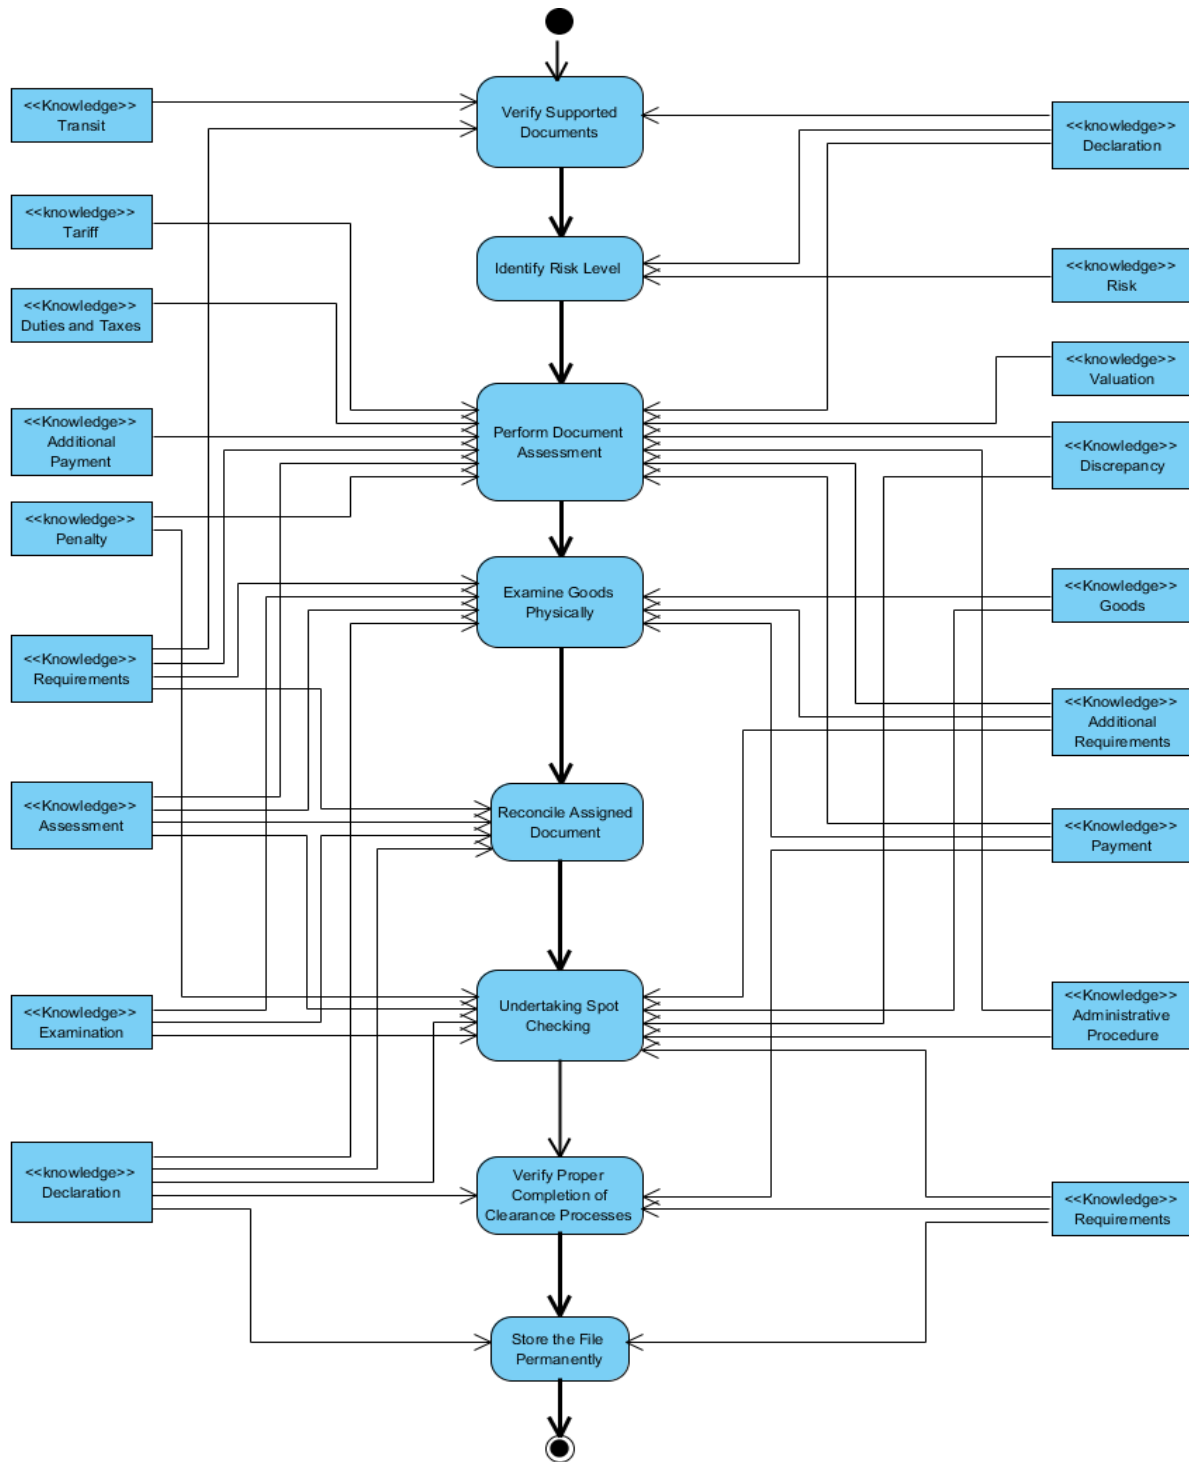 <<Knowledge>>
Transit
Verify Supported
Documents
<<knowledge>>
Declaration
<<knowledge>>
Tariff
Identify Risk Level
<<knowledge>>
Risk
<<Knowledge>>
Duties and Taxes
<<knowledge>>
Valuation
<<Knowledge>>
Additional
Payment
Perform Document
Assessment
<<Knowledge>>
Discrepancy
<<knowledge>>
Penalty
Examine Goods
Physically
<<Knowledge>>
Goods
<<Knowledge>>
Requirements
<<Knowledge>>
Additional
Requirements
<<Knowledge>>
Assessment
Reconcile Assigned
Document
<<Knowledge>>
Payment
<<Knowledge>>
Examination
Undertaking Spot
Checking
<<Knowledge>>
Administrative
Procedure
<<knowledge>>
Declaration
Verify Proper
Completion of
Clearance Processes
<<Knowledge>>
Requirements
Store the File
Permanently